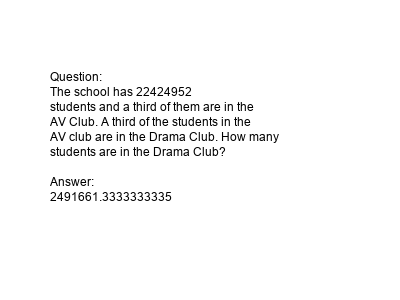 Question:
The school has 22424952
students and a third of them are in the
AV Club. A third of the students in the
AV club are in the Drama Club. How many
students are in the Drama Club?

Answer:
2491661.3333333335